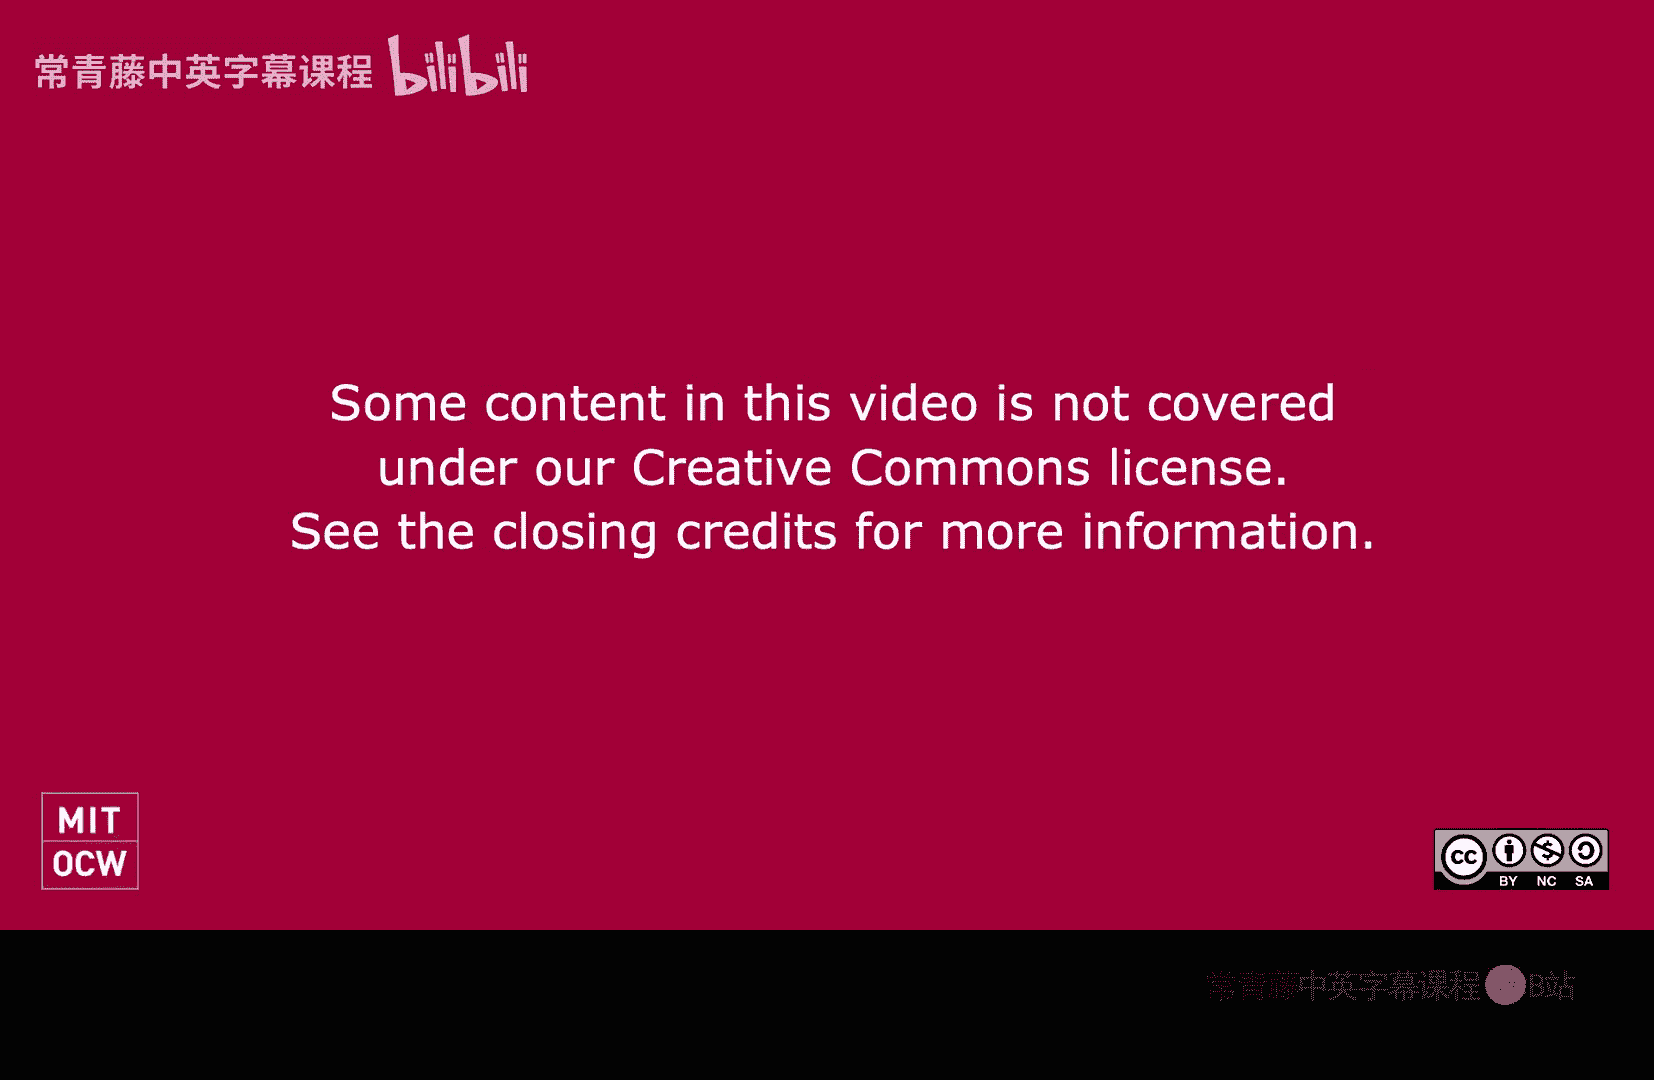 常青藤中英字幕课程 bilibili
Some content in this video is not covered
under our Creative Commons license.
See the closing credits for more information.
MIT
OCW
cc
BY NC SA
常青藤中英字幕课程 B站